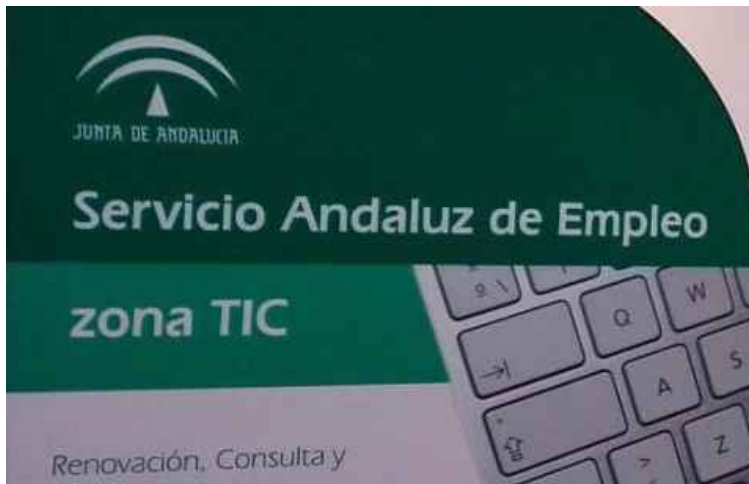 JUNTA DE ANDALUCIA
Servicio Andaluz de Empleo
zona TIC
Renovación, Consulta y
º \
Q W
A S
> Z